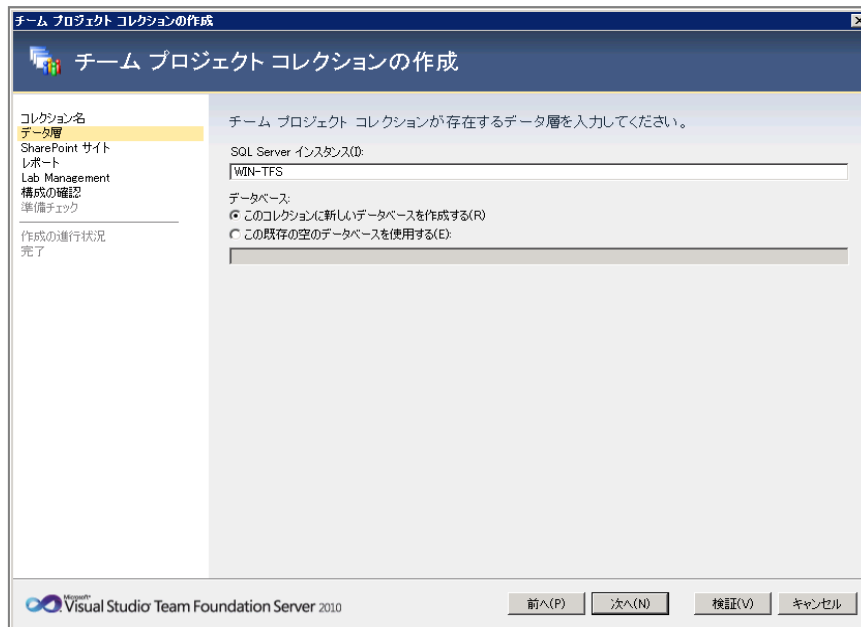 チーム プロジェクト コレクションの作成
チーム プロジェクト コレクションの作成
コレクション名
データ層
SharePoint サイト
レポート
Lab Management
構成の確認
準備チェック
作成の進行状況
完了
チーム プロジェクト コレクションが存在するデータ層を入力してください。
SQL Server インスタンス(I):
WIN-TFS
データベース:
このコレクションに新しいデータベースを作成する(R)
この既存の空のデータベースを使用する(E):
Microsoft
Visual Studio Team Foundation Server 2010
前へ(P) 次へ(N) 検証(V) キャンセル